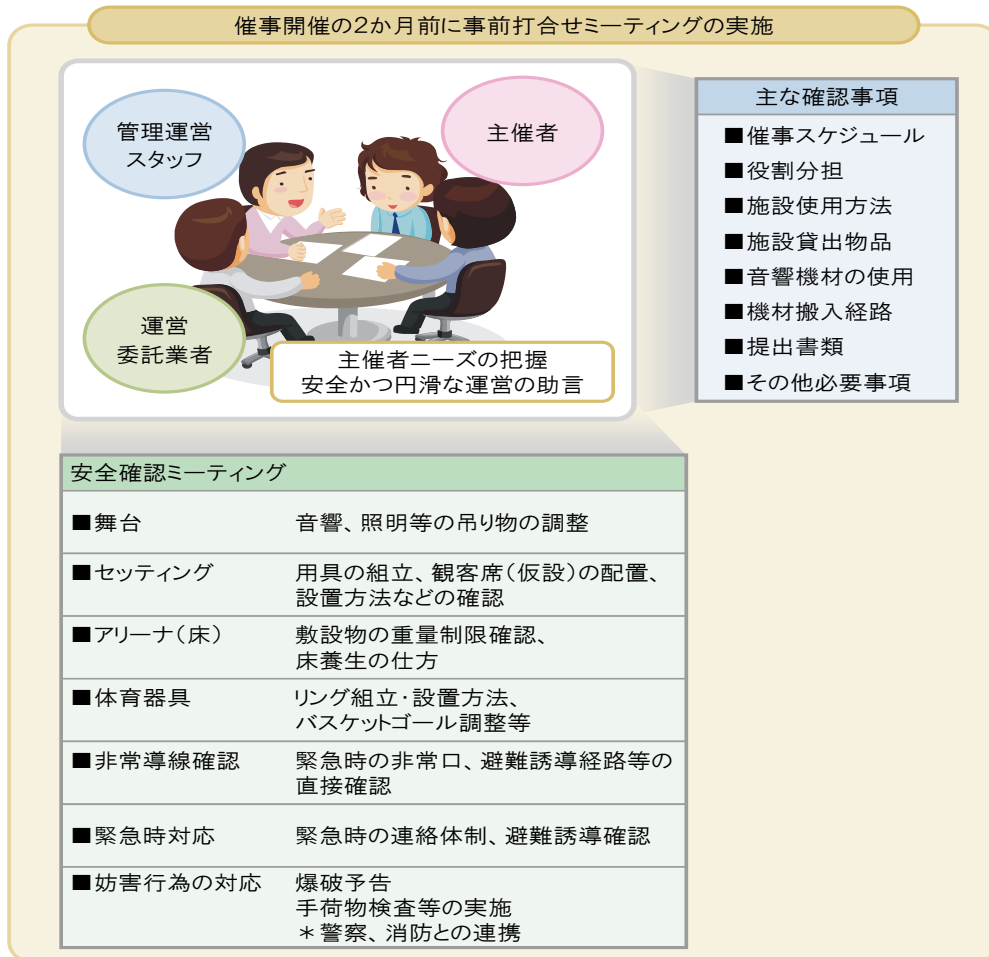 催事開催の2か月前に事前打合せミーティングの実施
管理運営
スタッフ
主催者
運営
委託業者
主催者ニーズの把握
安全かつ円滑な運営の助言
主な確認事項
■催事スケジュール
■役割分担
■施設使用方法
■施設貸出物品
■音響機材の使用
■機材搬入経路
■提出書類
■その他必要事項
安全確認ミーティング
■舞台 音響、照明等の吊り物の調整
■セッティング 用具の組立、観客席(仮設)の配置、
設置方法などの確認
■アリーナ(床) 敷設物の重量制限確認、
床養生の仕方
■体育器具 リング組立・設置方法、
バスケットゴール調整等
■非常導線確認 緊急時の非常口、避難誘導経路等の
直接確認
■緊急時対応 緊急時の連絡体制、避難誘導確認
■妨害行為の対応 爆破予告
手荷物検査等の実施
＊警察、消防との連携